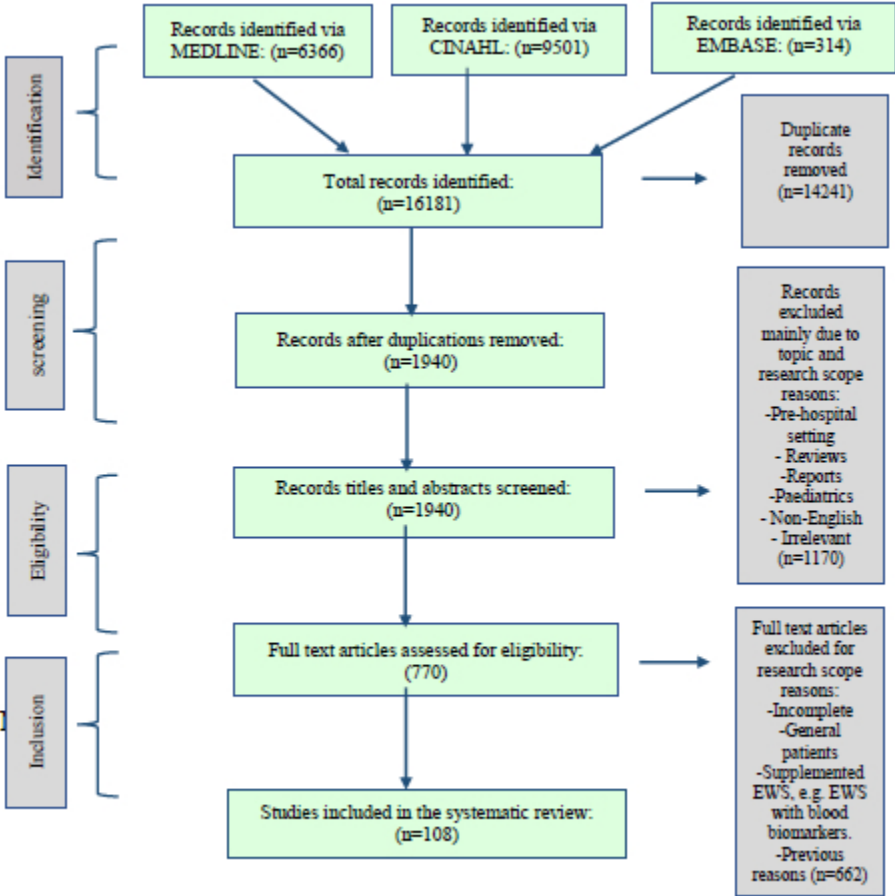 Records identified via
MEDLINE: (n=6366)
Records identified via
CINAHL: (n=9501)
Records identified via
EMBASE: (n=314)
Identification
Total records identified:
(n=16181)
Duplicate
records
removed
(n=14241)
screening
Records after duplications removed:
(n=1940)
Records
excluded
mainly due to
topic and
research scope
reasons:
-Pre-hospital
setting
- Reviews
-Reports
-Paediatrics
- Non-English
- Irrelevant
(n=1170)
Eligibility
Records titles and abstracts screened:
(n=1940)
Full text articles assessed for eligibility:
(770)
Full text articles
excluded for
research scope
reasons:
-Incomplete
-General
patients
-Supplemented
EWS, e.g. EWS
with blood
biomarkers.
-Previous
reasons (n=662)
Inclusion
Studies included in the systematic review:
(n=108)